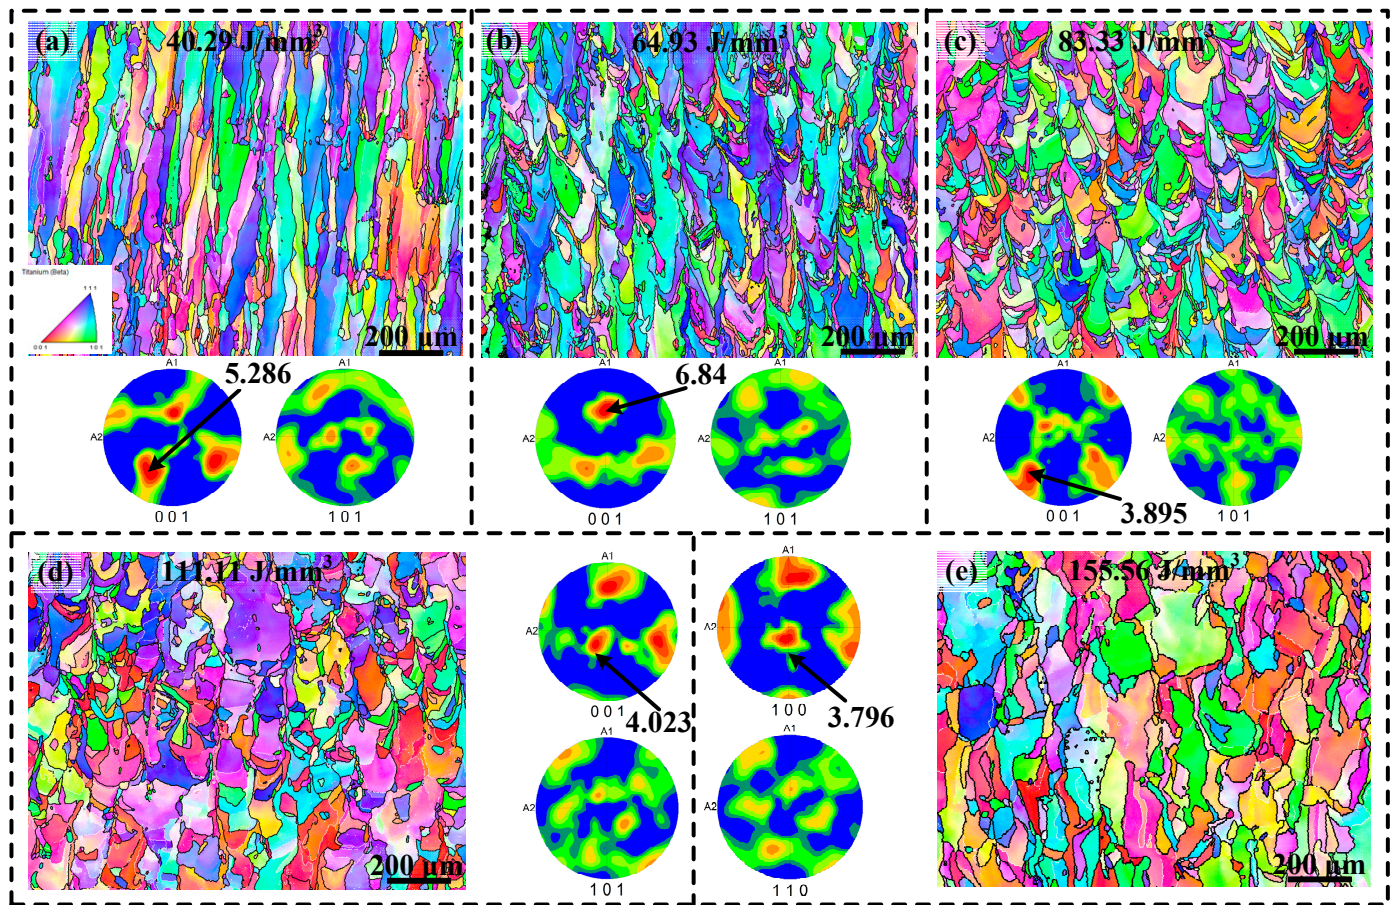 (a) 40.29 J/mm³
Titanium (Beta)
1 1 1
0 0 1 1 0 1
200 μm
A1
5.286
A2 A2
0 0 1 1 0 1
(b) 64.93 J/mm³
200 μm
A1 A1
6.84
A2 A2
0 0 1 1 0 1
(c) 83.33 J/mm³
200 μm
A1 A1
A2 A2
3.895
0 0 1 1 0 1
(d) 111.11 J/mm³
200 μm
A1
A2
0 0 1
4.023
A1
A2
1 0 1
A1
A2
1 0 0
3.796
A1
A2
1 1 0
(e) 155.56 J/mm³
200 μm